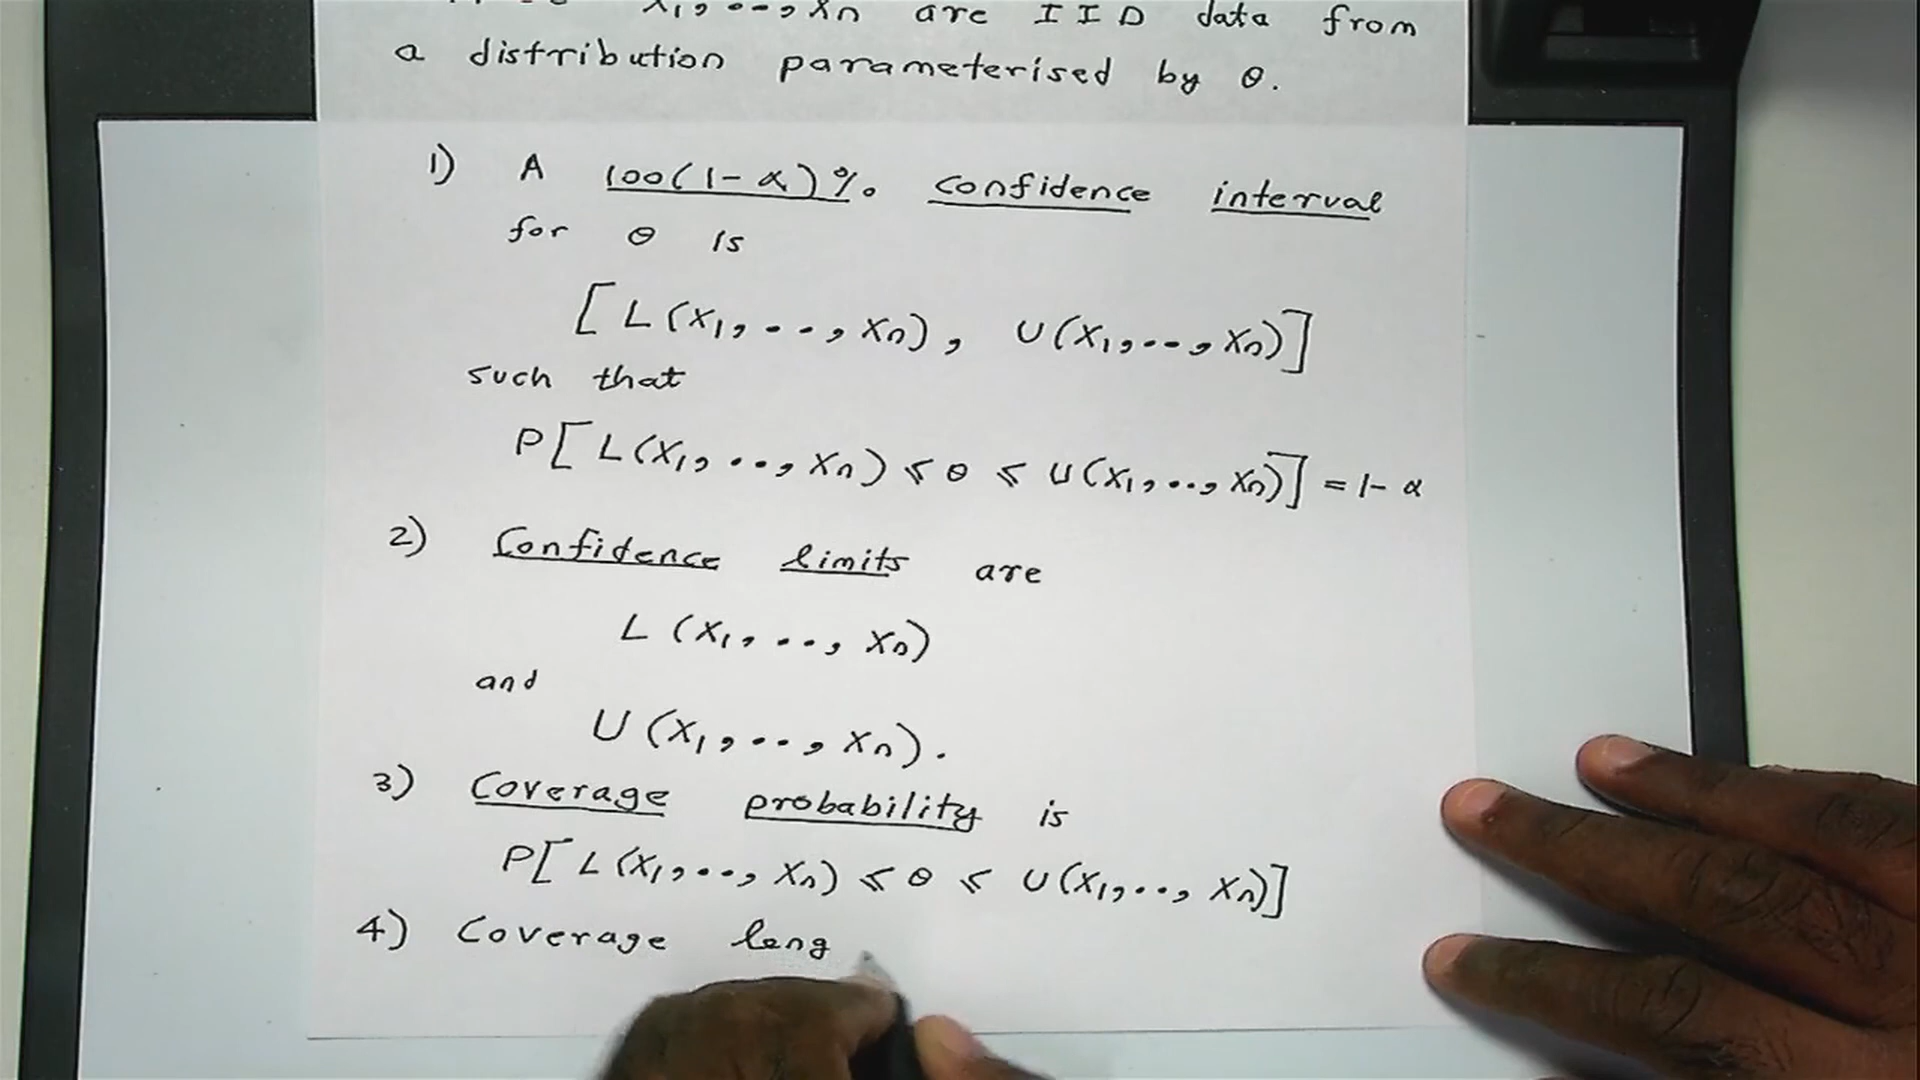 X1, .., Xn are IID data from
a distribution parameterised by θ.
1) A 100(1-α)% confidence interval
for θ is
[L(X1, .., Xn), U(X1, .., Xn)]
such that
P[L(X1, .., Xn) ⩽ θ ⩽ U(X1, .., Xn)] = 1-α
2) Confidence limits are
L(X1, .., Xn)
and
U(X1, .., Xn).
3) Coverage probability is
P[L(X1, .., Xn) ⩽ θ ⩽ U(X1, .., Xn)]
4) Coverage leng